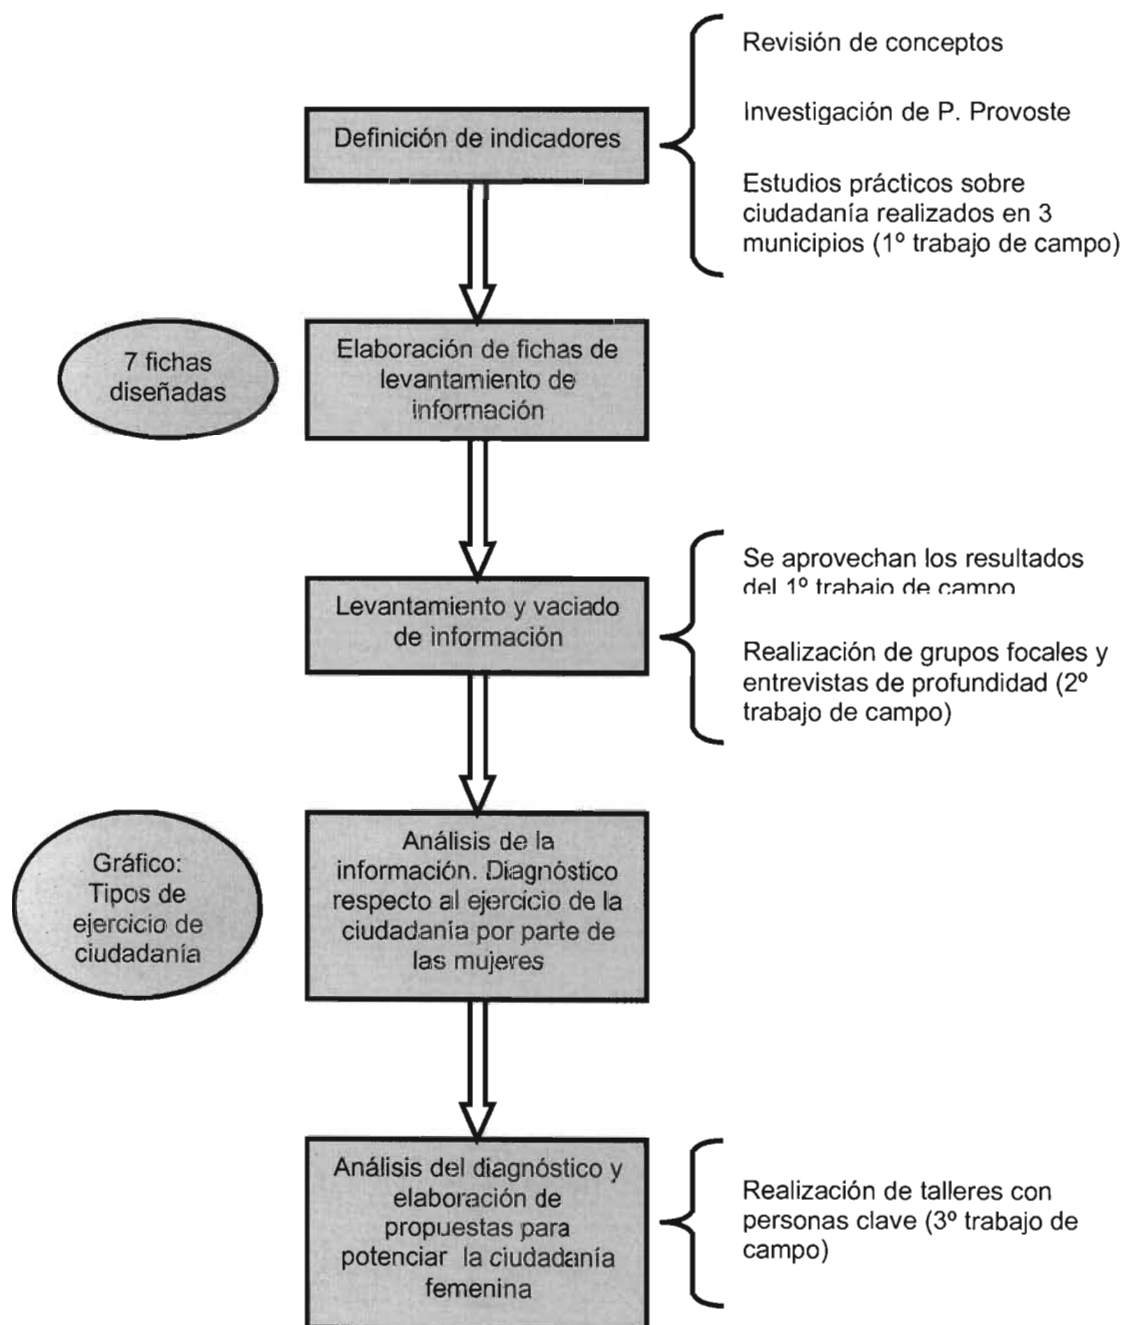 Revisión de conceptos
Definición de indicadores
Investigación de P. Provoste
Estudios prácticos sobre
ciudadanía realizados en 3
municipios (1º trabajo de campo)
7 fichas
diseñadas
Elaboración de fichas de
levantamiento de
información
Se aprovechan los resultados
del 1º trabajo de campo
Levantamiento y vaciado
de información
Realización de grupos focales y
entrevistas de profundidad (2º
trabajo de campo)
Gráfico:
Tipos de
ejercicio de
ciudadanía
Análisis de la
información. Diagnóstico
respecto al ejercicio de la
ciudadanía por parte de
las mujeres
Análisis del diagnóstico y
elaboración de
propuestas para
potenciar la ciudadanía
femenina
Realización de talleres con
personas clave (3º trabajo de
campo)